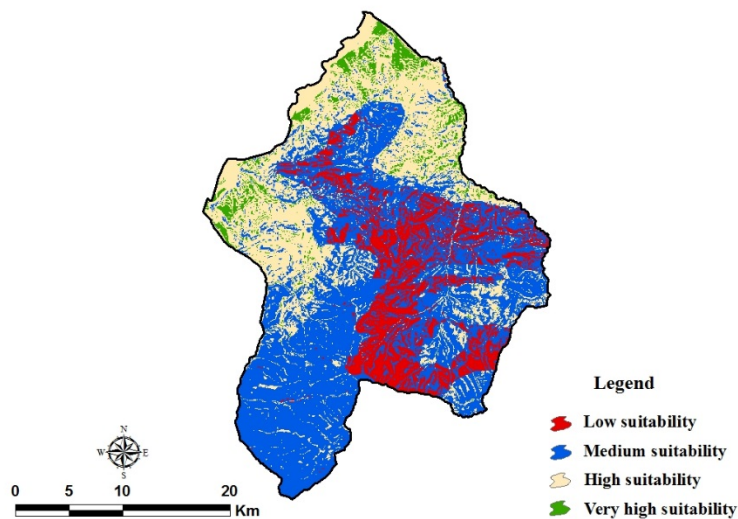 Legend
Low suitability
Medium suitability
High suitability
Very high suitability
N
W E
S
0 5 10 20
Km